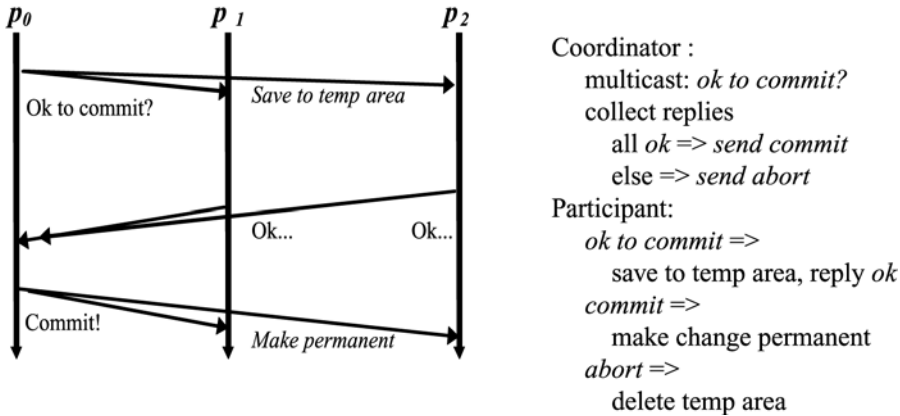 p0 p1 p2
Ok to commit?
Save to temp area
Ok...
Ok...
Commit!
Make permanent
Coordinator :
multicast: ok to commit?
collect replies
all ok => send commit
else => send abort
Participant:
ok to commit =>
save to temp area, reply ok
commit =>
make change permanent
abort =>
delete temp area